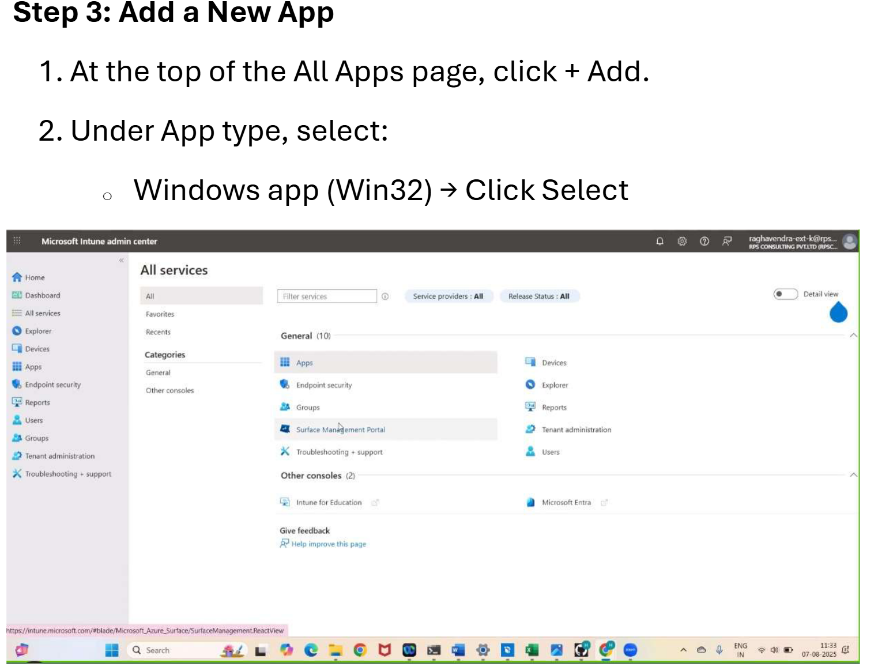 Step 3: Add a New App
1. At the top of the All Apps page, click + Add.
2. Under App type, select:
○ Windows app (Win32) → Click Select
Microsoft Intune admin center
raghavendra-ext-k@rps...
RPS CONSULTING PVT.LTD (RPSC...
«
Home
Dashboard
All services
Explorer
Devices
Apps
Endpoint security
Reports
Users
Groups
Tenant administration
Troubleshooting + support
All services
All
Favorites
Recents
Categories
General
Other consoles
Filter services
Service providers : All
Release Status : All
Detail view
General (10)
Apps
Devices
Endpoint security
Explorer
Groups
Reports
Surface Management Portal
Tenant administration
Troubleshooting + support
Users
Other consoles (2)
Intune for Education
Microsoft Entra
Give feedback
Help improve this page
https://intune.microsoft.com/#blade/Microsoft_Azure_Surface/SurfaceManagement.ReactView
Search
ENG
IN
11:33
07-08-2025